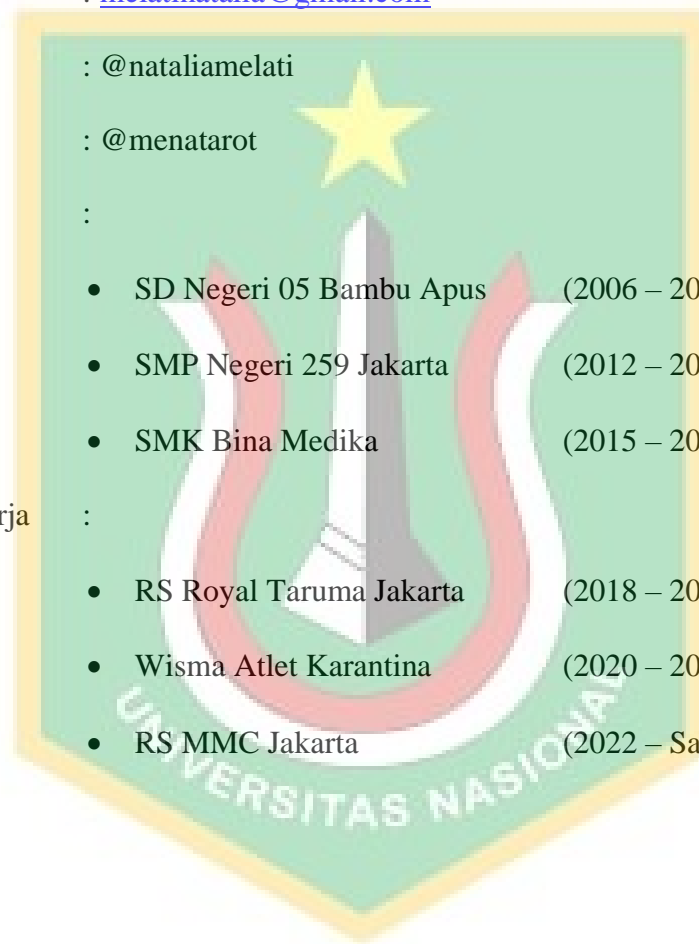 :
: @nataliamelati
: @menatarot
:
• SD Negeri 05 Bambu Apus (2006 – 20
• SMP Negeri 259 Jakarta (2012 – 20
• SMK Bina Medika (2015 – 20
rja :
• RS Royal Taruma Jakarta (2018 – 20
• Wisma Atlet Karantina (2020 – 20
• RS MMC Jakarta (2022 – Sa
UNIVERSITAS NASIONAL